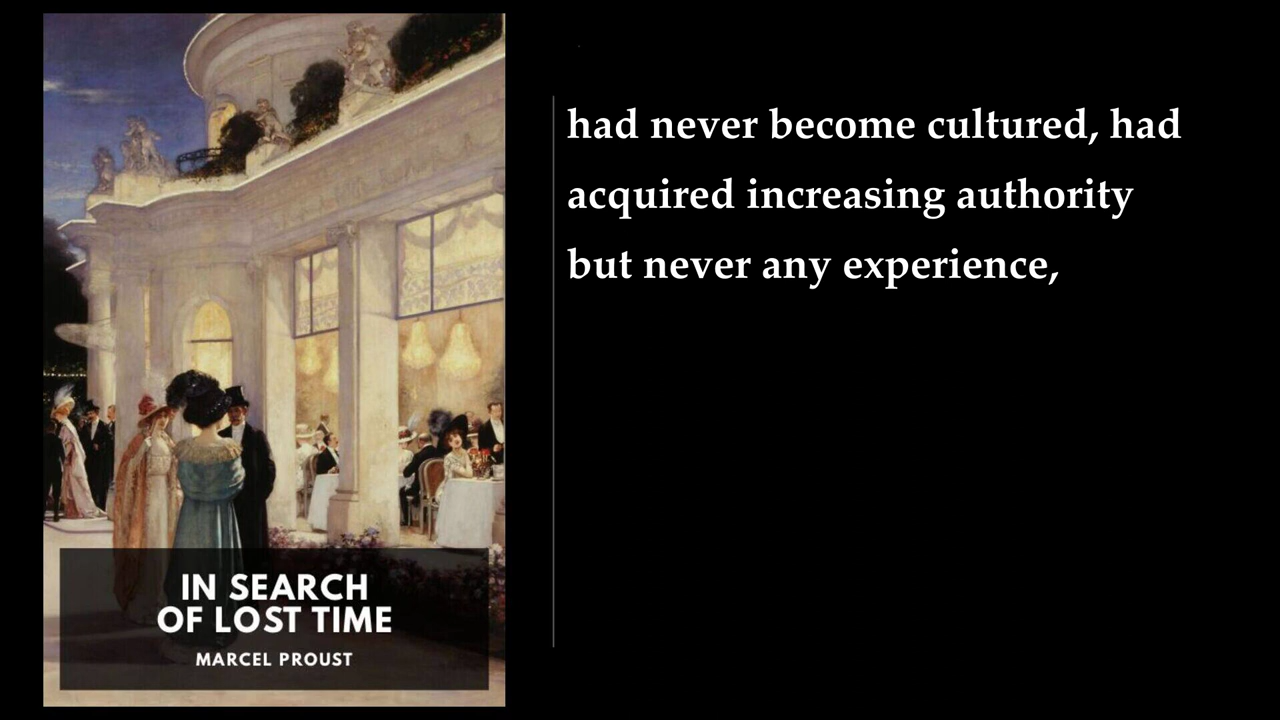 had never become cultured, had
acquired increasing authority
but never any experience,
IN SEARCH
OF LOST TIME
MARCEL PROUST